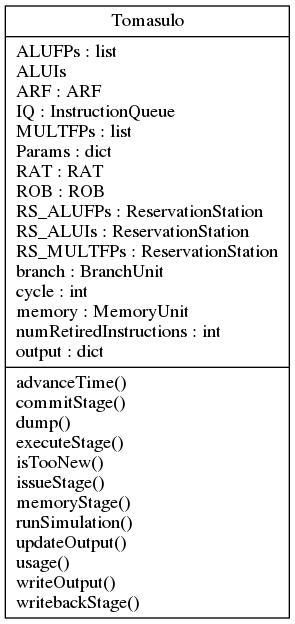 Tomasulo
ALUFPs : list
ALUIs
ARF : ARF
IQ : InstructionQueue
MULTFPs : list
Params : dict
RAT : RAT
ROB : ROB
RS_ALUFPs : ReservationStation
RS_ALUIs : ReservationStation
RS_MULTFPs : ReservationStation
branch : BranchUnit
cycle : int
memory : MemoryUnit
numRetiredInstructions : int
output : dict
advanceTime()
commitStage()
dump()
executeStage()
isTooNew()
issueStage()
memoryStage()
runSimulation()
updateOutput()
usage()
writeOutput()
writebackStage()